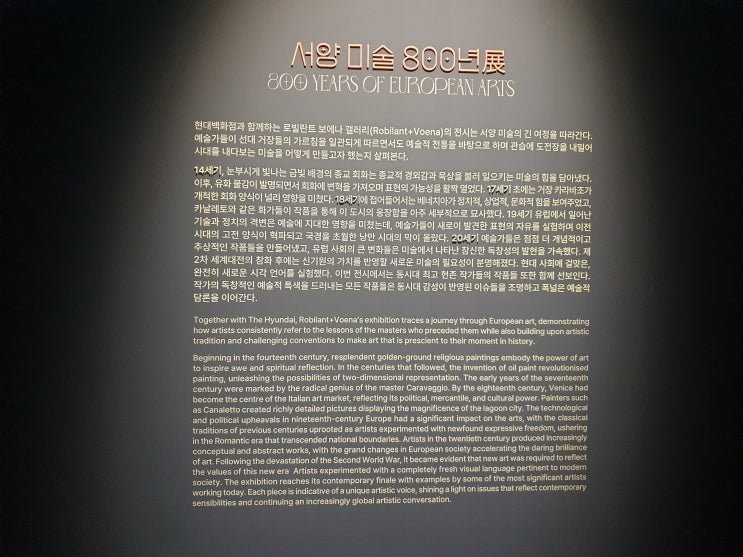 서양 미술 800년展
800 YEARS OF EUROPEAN ARTS
현대백화점과 함께하는 로빌란트 보에나 갤러리(Robilant+Voena)의 전시는 서양 미술의 긴 여정을 따라간다.
예술가들이 선대 거장들의 가르침을 일관되게 따르면서도 예술적 전통을 바탕으로 하며 관습에 도전장을 내밀어
시대를 내다보는 미술을 어떻게 만들고자 했는지 살펴본다.
14세기, 눈부시게 빛나는 금빛 배경의 종교 회화는 종교적 경외감과 묵상을 불러 일으키는 미술의 힘을 담아냈다.
이후, 유화 물감이 발명되면서 회화에 변혁을 가져오며 표현의 가능성을 활짝 열었다. 17세기 초에는 거장 카라바조가
개척한 회화 양식이 널리 영향을 미쳤다. 18세기에 접어들어서는 베네치아가 정치적, 상업적, 문화적 힘을 보여주었고,
카날레토와 같은 화가들이 작품을 통해 이 도시의 웅장함을 아주 세부적으로 묘사했다. 19세기 유럽에서 일어난
기술과 정치의 격변은 예술에 지대한 영향을 미쳤는데, 예술가들이 새로이 발견한 표현의 자유를 실험하며 이전
시대의 고전 양식이 혁파되고 국경을 초월한 낭만 시대의 막이 올랐다. 20세기 예술가들은 점점 더 개념적이고
추상적인 작품들을 만들어냈고, 유럽 사회의 큰 변화들은 미술에서 나타난 참신한 독창성의 발현을 가속했다. 제
2차 세계대전의 참화 후에는 신기원의 가치를 반영할 새로운 미술의 필요성이 분명해졌다. 현대 사회에 걸맞은,
완전히 새로운 시각 언어를 실험했다. 이번 전시에서는 동시대 최고 현존 작가들의 작품들 또한 함께 선보인다.
작가의 독창적인 예술적 특색을 드러내는 모든 작품들은 동시대 감성이 반영된 이슈들을 조명하고 폭넓은 예술적
담론을 이어간다.
Together with The Hyundai, Robilant+Voena's exhibition traces a journey through European art, demonstrating
how artists consistently refer to the lessons of the masters who preceded them while also building upon artistic
tradition and challenging conventions to make art that is prescient to their moment in history.
Beginning in the fourteenth century, resplendent golden-ground religious paintings embody the power of art
to inspire awe and spiritual reflection. In the centuries that followed, the invention of oil paint revolutionised
painting, unleashing the possibilities of two-dimensional representation. The early years of the seventeenth
century were marked by the radical genius of the master Caravaggio. By the eighteenth century, Venice had
become the centre of the Italian art market, reflecting its political, mercantile, and cultural power. Painters such
as Canaletto created richly detailed pictures displaying the magnificence of the lagoon city. The technological
and political upheavals in nineteenth-century Europe had a significant impact on the arts, with the classical
traditions of previous centuries uprooted as artists experimented with newfound expressive freedom, ushering
in the Romantic era that transcended national boundaries. Artists in the twentieth century produced increasingly
conceptual and abstract works, with the grand changes in European society accelerating the daring brilliance
of art. Following the devastation of the Second World War, it became evident that new art was required to reflect
the values of this new era Artists experimented with a completely fresh visual language pertinent to modern
society. The exhibition reaches its contemporary finale with examples by some of the most significant artists
working today. Each piece is indicative of a unique artistic voice, shining a light on issues that reflect contemporary
sensibilities and continuing an increasingly global artistic conversation.